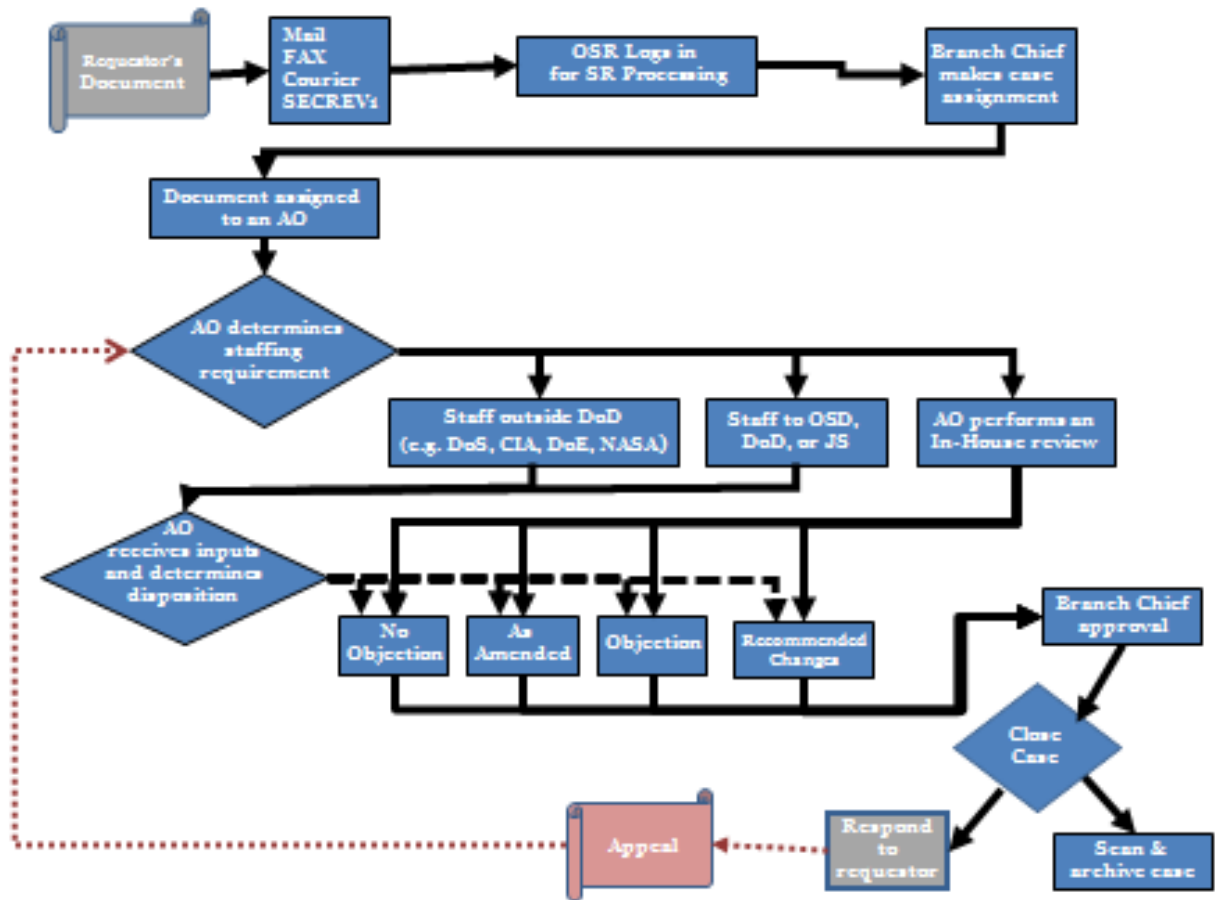 Requestor's
Document
Mail
FAX
Courier
SECREVs
OSR Logs in
for SR Processing
Branch Chief
makes case
assignment
Document assigned
to an AO
AO determines
staffing
requirement
Staff outside DoD
(e.g. DoS, CIA, DoE, NASA)
Staff to OSD,
DoD, or JS
AO performs an
In-House review
AO
receives inputs
and determines
disposition
No
Objection
As
Amended
Objection
Recommended
Changes
Branch Chief
approval
Close
Case
Appeal
Respond
to
requestor
Scan &
archive case